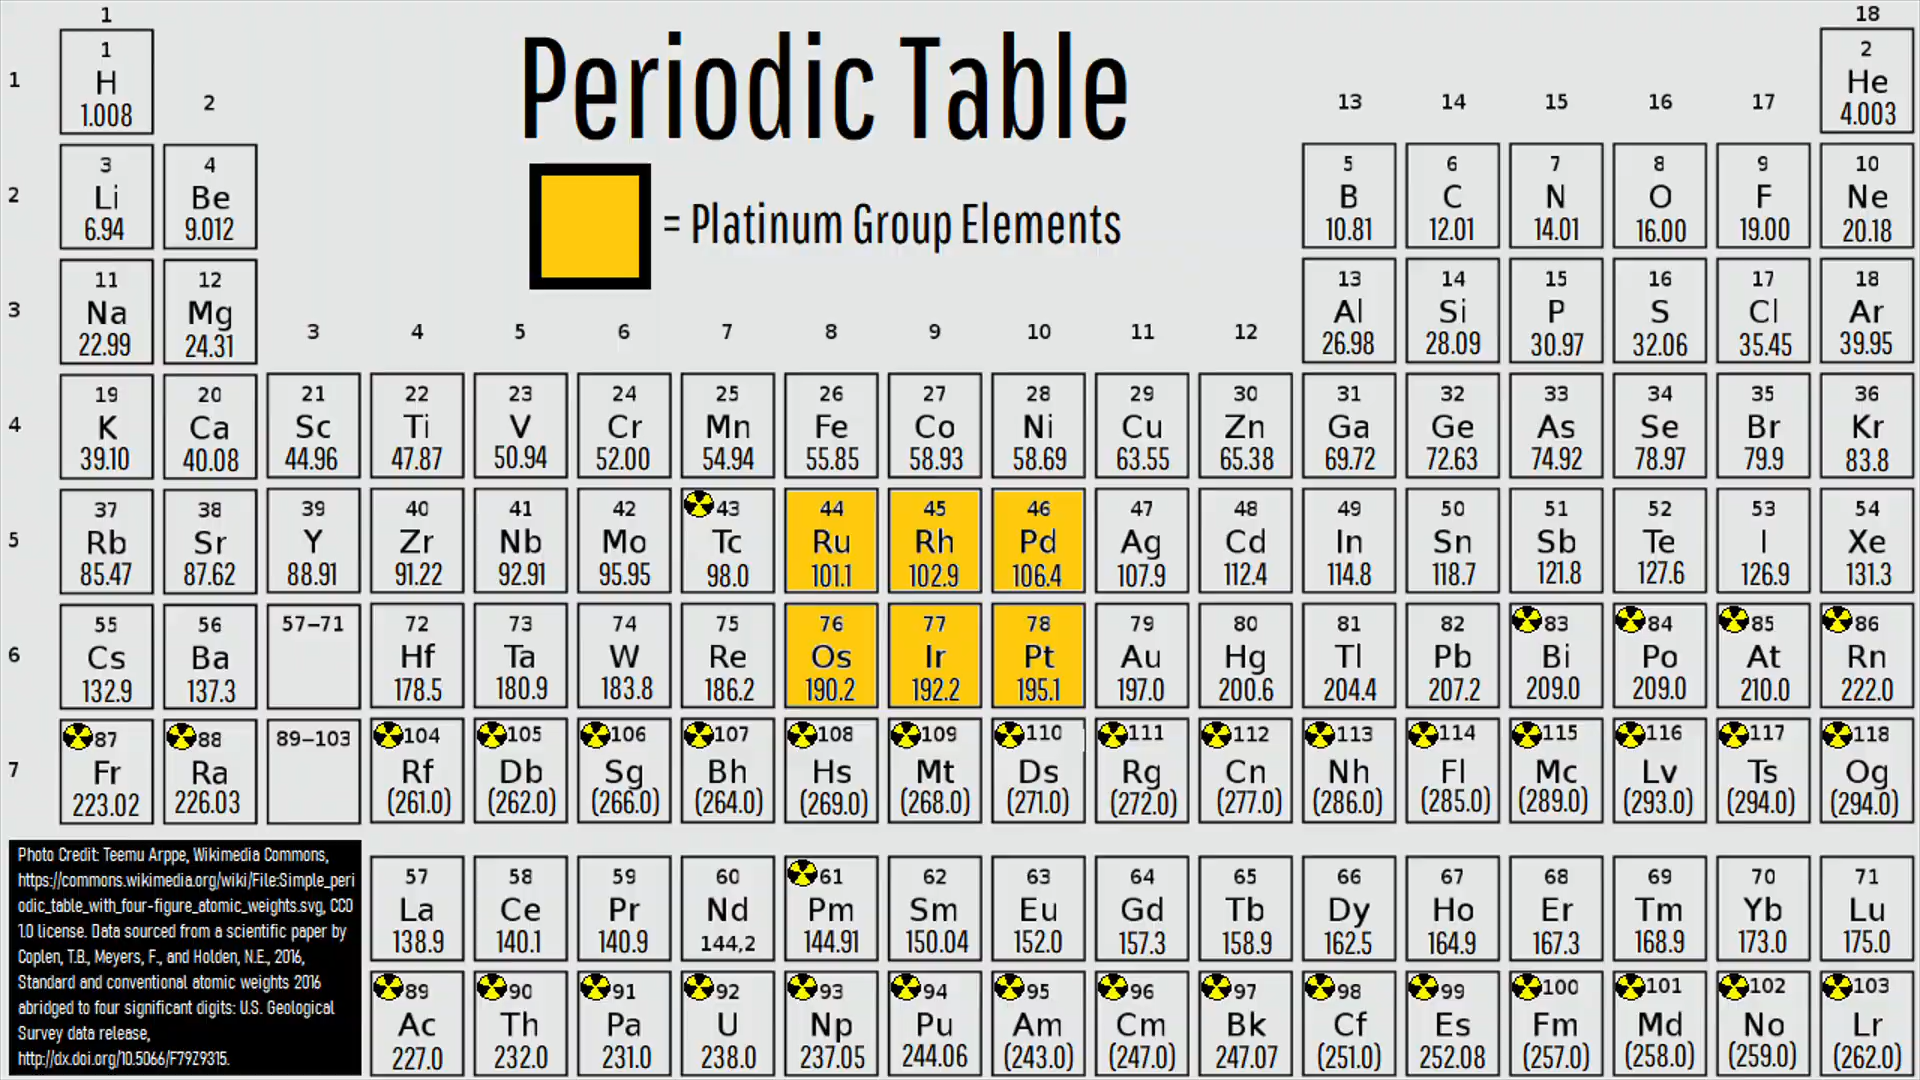 1 18
Periodic Table
1 1 H 1.008 2 He 4.003
2 13 14 15 16 17
= Platinum Group Elements
2 3 Li 6.94 4 Be 9.012 5 B 10.81 6 C 12.01 7 N 14.01 8 O 16.00 9 F 19.00 10 Ne 20.18
3 11 Na 22.99 12 Mg 24.31 13 Al 26.98 14 Si 28.09 15 P 30.97 16 S 32.06 17 Cl 35.45 18 Ar 39.95
3 4 5 6 7 8 9 10 11 12
4 19 K 39.10 20 Ca 40.08 21 Sc 44.96 22 Ti 47.87 23 V 50.94 24 Cr 52.00 25 Mn 54.94 26 Fe 55.85 27 Co 58.93 28 Ni 58.69 29 Cu 63.55 30 Zn 65.38 31 Ga 69.72 32 Ge 72.63 33 As 74.92 34 Se 78.97 35 Br 79.9 36 Kr 83.8
5 37 Rb 85.47 38 Sr 87.62 39 Y 88.91 40 Zr 91.22 41 Nb 92.91 42 Mo 95.95 43 Tc 98.0 44 Ru 101.1 45 Rh 102.9 46 Pd 106.4 47 Ag 107.9 48 Cd 112.4 49 In 114.8 50 Sn 118.7 51 Sb 121.8 52 Te 127.6 53 I 126.9 54 Xe 131.3
6 55 Cs 132.9 56 Ba 137.3 57–71 72 Hf 178.5 73 Ta 180.9 74 W 183.8 75 Re 186.2 76 Os 190.2 77 Ir 192.2 78 Pt 195.1 79 Au 197.0 80 Hg 200.6 81 Tl 204.4 82 Pb 207.2 83 Bi 209.0 84 Po 209.0 85 At 210.0 86 Rn 222.0
7 87 Fr 223.02 88 Ra 226.03 89–103 104 Rf (261.0) 105 Db (262.0) 106 Sg (266.0) 107 Bh (264.0) 108 Hs (269.0) 109 Mt (268.0) 110 Ds (271.0) 111 Rg (272.0) 112 Cn (277.0) 113 Nh (286.0) 114 Fl (285.0) 115 Mc (289.0) 116 Lv (293.0) 117 Ts (294.0) 118 Og (294.0)
57 La 138.9 58 Ce 140.1 59 Pr 140.9 60 Nd 144,2 61 Pm 144.91 62 Sm 150.04 63 Eu 152.0 64 Gd 157.3 65 Tb 158.9 66 Dy 162.5 67 Ho 164.9 68 Er 167.3 69 Tm 168.9 70 Yb 173.0 71 Lu 175.0
89 Ac 227.0 90 Th 232.0 91 Pa 231.0 92 U 238.0 93 Np 237.05 94 Pu 244.06 95 Am (243.0) 96 Cm (247.0) 97 Bk 247.07 98 Cf (251.0) 99 Es 252.08 100 Fm (257.0) 101 Md (258.0) 102 No (259.0) 103 Lr (262.0)
Photo Credit: Teemu Arppe, Wikimedia Commons,
https://commons.wikimedia.org/wiki/File:Simple_peri
odic_table_with_four-figure_atomic_weights.svg, CC0
1.0 license. Data sourced from a scientific paper by
Coplen, T.B., Meyers, F., and Holden, N.E., 2016,
Standard and conventional atomic weights 2016
abridged to four significant digits: U.S. Geological
Survey data release,
http://dx.doi.org/10.5066/F79Z9315.